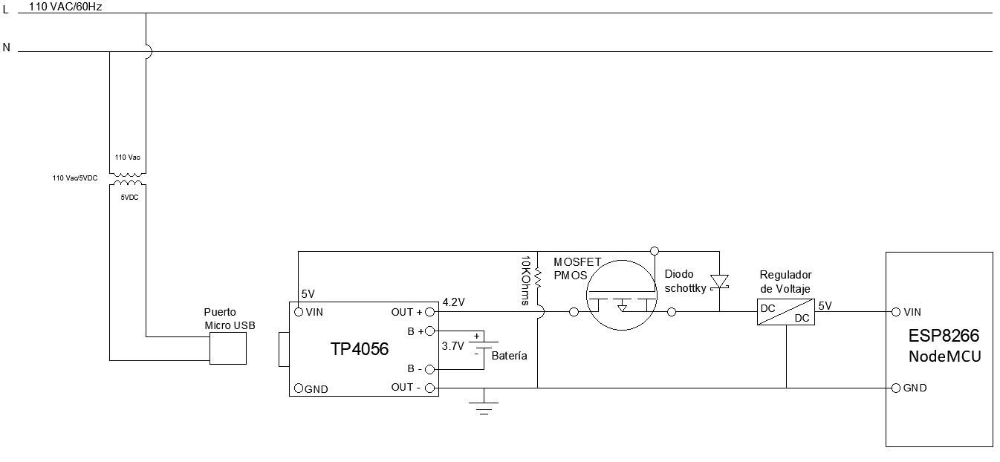 L 110 VAC/60Hz
N
110 Vac
110 Vac/5VDC
5VDC
Puerto
Micro USB
5V
VIN
GND
TP4056
OUT +
B +
B -
OUT -
4.2V
3.7V
+
-
Batería
10KOhms
MOSFET
PMOS
Diodo
schottky
Regulador
de Voltaje
DC
DC
5V
VIN
ESP8266
NodeMCU
GND